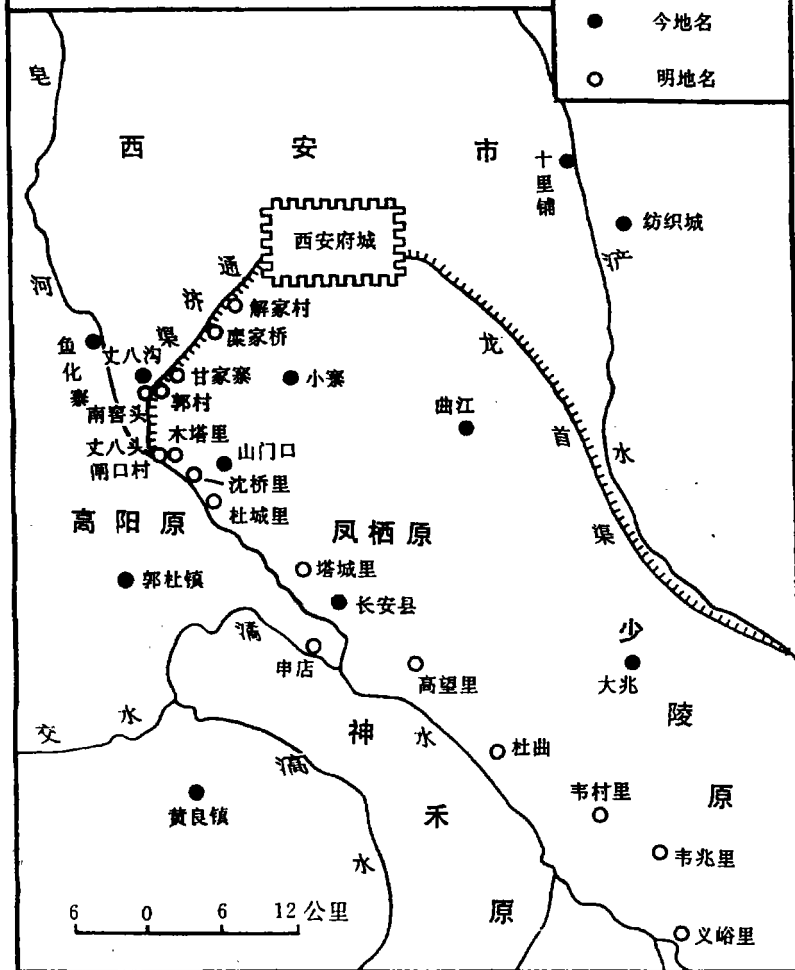 今地名
明地名
皂河
西安市
十里铺
纺织城
浐水
西安府城
通济渠
解家村
糜家桥
龙首渠
鱼化寨
丈八沟
甘家寨
小寨
南窑头
郭村
曲江
木塔里
丈八头
山门口
闸口村
沈桥里
杜城里
高阳原
凤栖原
郭杜镇
塔城里
长安县
潏水
申店
高望里
大兆
少陵原
交水
神禾原
杜曲
滈水
黄良镇
韦村里
韦兆里
义峪里
6 0 6 12公里